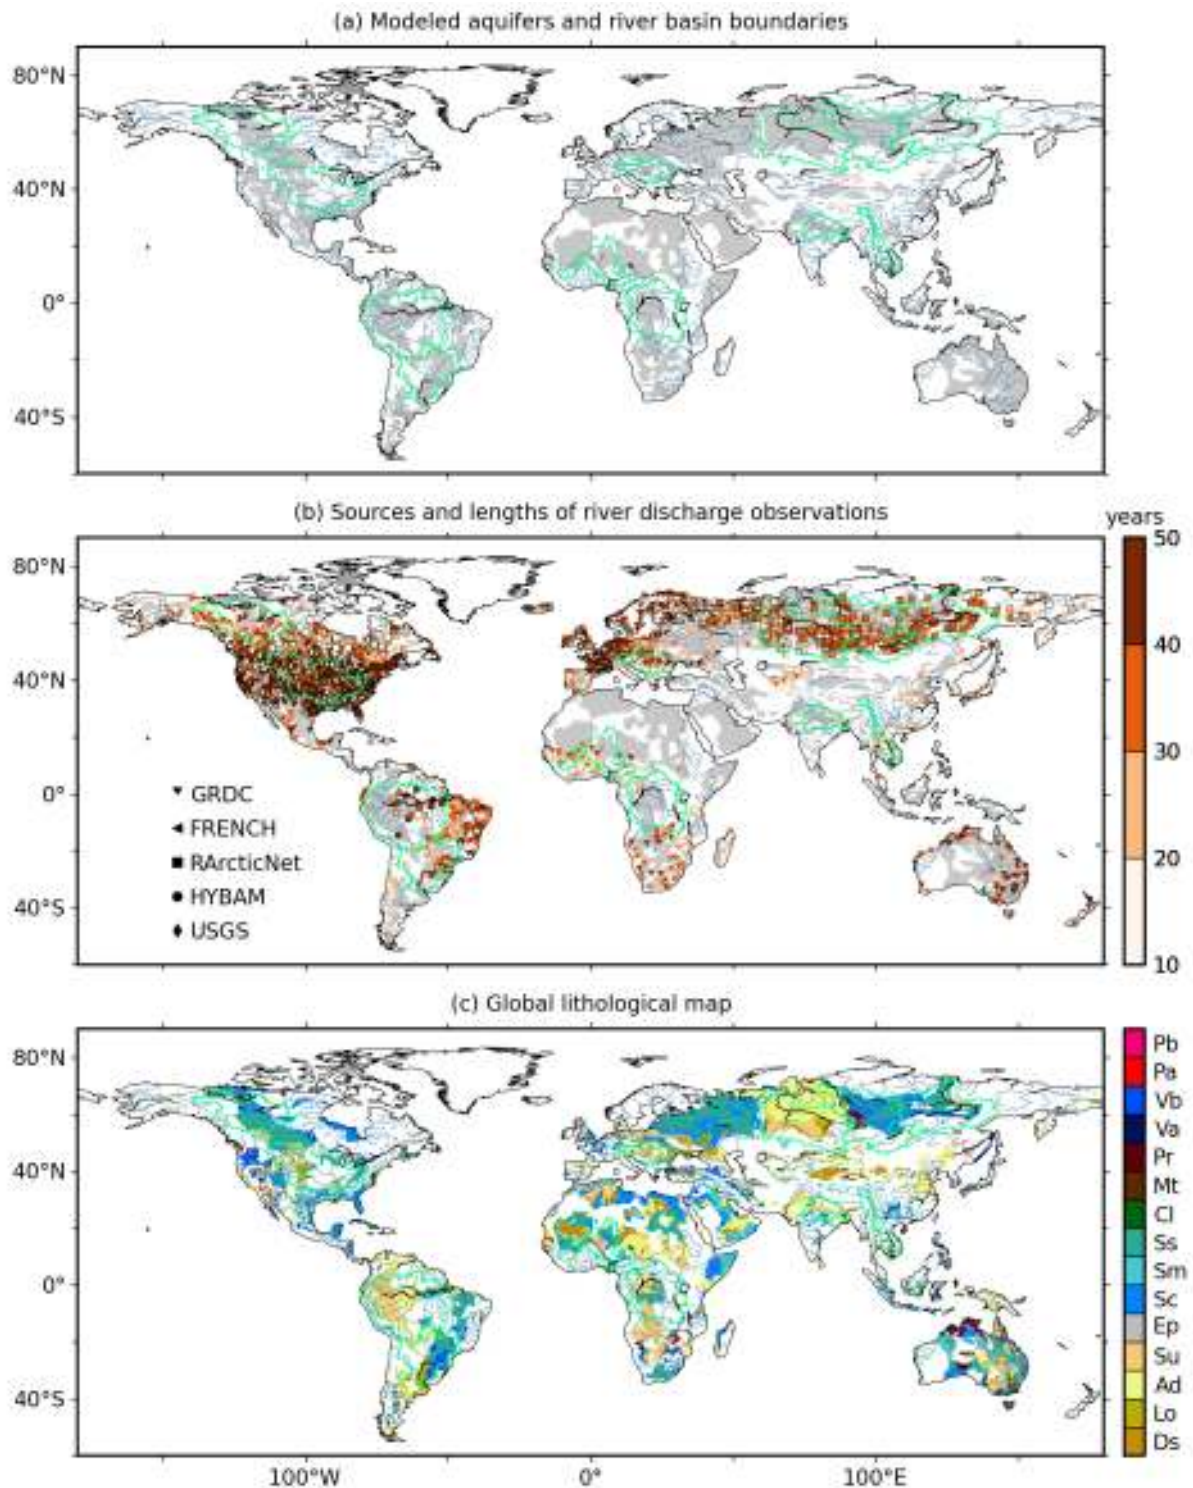 (a) Modeled aquifers and river basin boundaries
80°N
40°N
0°
40°S
(b) Sources and lengths of river discharge observations
years
80°N
40°N
0°
40°S
GRDC
FRENCH
RArcticNet
HYBAM
USGS
50
40
30
20
10
(c) Global lithological map
80°N
40°N
0°
40°S
100°W
0°
100°E
Pb
Pa
Vb
Va
Pr
Mt
Cl
Ss
Sm
Sc
Ep
Su
Ad
Lo
Ds